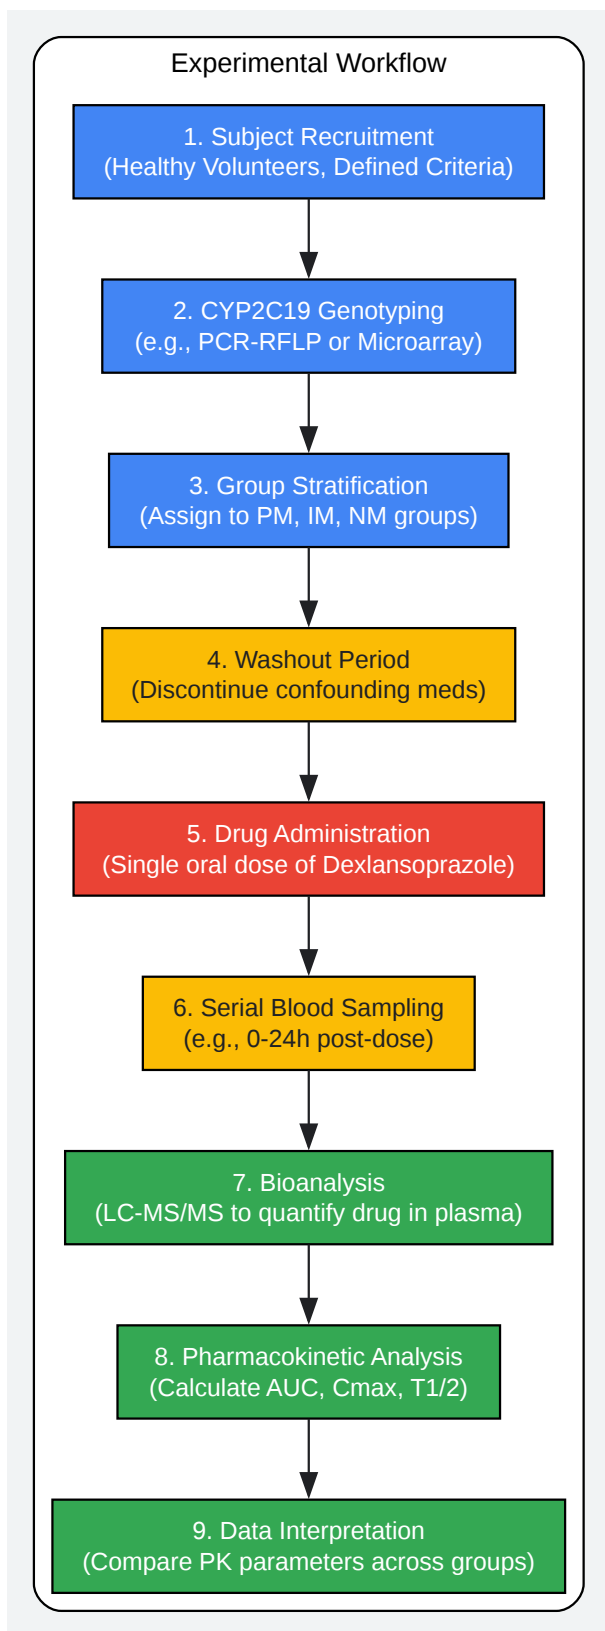 Experimental Workflow
1. Subject Recruitment
(Healthy Volunteers, Defined Criteria)
2. CYP2C19 Genotyping
(e.g., PCR-RFLP or Microarray)
3. Group Stratification
(Assign to PM, IM, NM groups)
4. Washout Period
(Discontinue confounding meds)
5. Drug Administration
(Single oral dose of Dexlansoprazole)
6. Serial Blood Sampling
(e.g., 0-24h post-dose)
7. Bioanalysis
(LC-MS/MS to quantify drug in plasma)
8. Pharmacokinetic Analysis
(Calculate AUC, Cmax, T1/2)
9. Data Interpretation
(Compare PK parameters across groups)